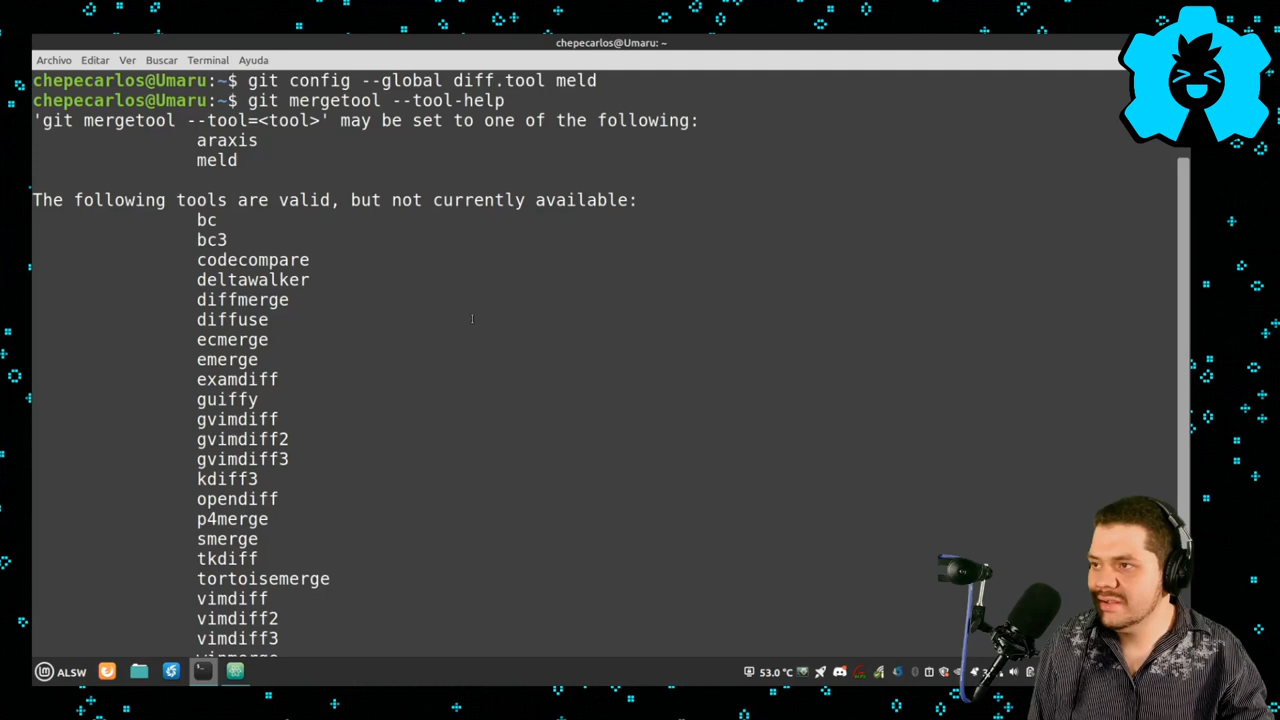 chepecarlos@Umaru: ~
Archivo Editar Ver Buscar Terminal Ayuda
chepecarlos@Umaru:~$ git config --global diff.tool meld
chepecarlos@Umaru:~$ git mergetool --tool-help
'git mergetool --tool=<tool>' may be set to one of the following:
araxis
meld
The following tools are valid, but not currently available:
bc
bc3
codecompare
deltawalker
diffmerge
diffuse
ecmerge
emerge
examdiff
guiffy
gvimdiff
gvimdiff2
gvimdiff3
kdiff3
opendiff
p4merge
smerge
tkdiff
tortoisemerge
vimdiff
vimdiff2
vimdiff3
ALSW 53.0 °C